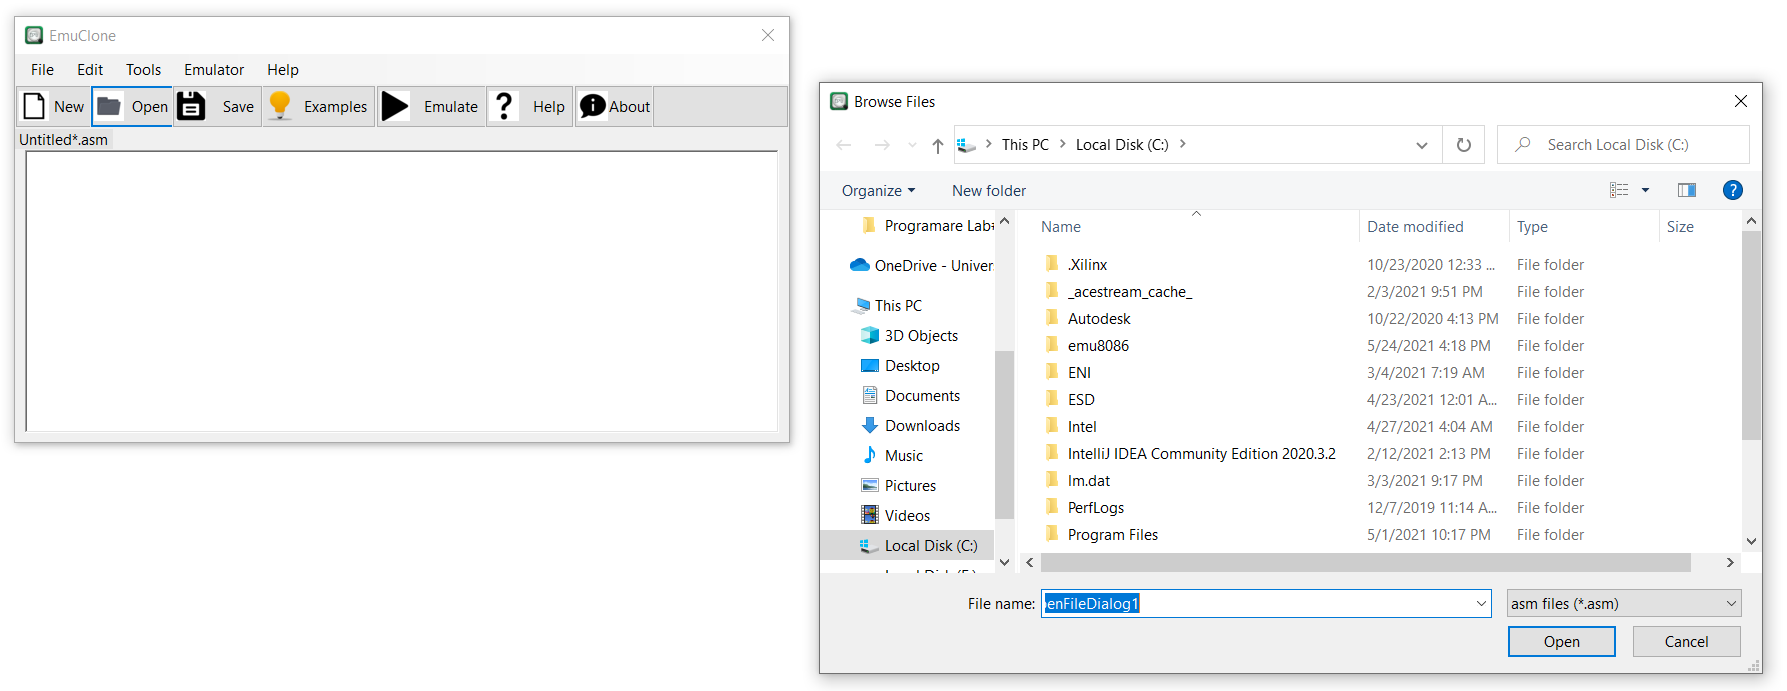 EmuClone
File Edit Tools Emulator Help
New Open Save Examples Emulate Help About
Untitled*.asm
Browse Files
This PC Local Disk (C:) Search Local Disk (C:)
Organize New folder
Programare Lab
OneDrive - Univer
This PC
3D Objects
Desktop
Documents
Downloads
Music
Pictures
Videos
Local Disk (C:)
Name Date modified Type Size
.Xilinx 10/23/2020 12:33 ... File folder
_acestream_cache_ 2/3/2021 9:51 PM File folder
Autodesk 10/22/2020 4:13 PM File folder
emu8086 5/24/2021 4:18 PM File folder
ENI 3/4/2021 7:19 AM File folder
ESD 4/23/2021 12:01 A... File folder
Intel 4/27/2021 4:04 AM File folder
IntelliJ IDEA Community Edition 2020.3.2 2/12/2021 2:13 PM File folder
lm.dat 3/3/2021 9:17 PM File folder
PerfLogs 12/7/2019 11:14 A... File folder
Program Files 5/1/2021 10:17 PM File folder
File name: enFileDialog1 asm files (*.asm)
Open Cancel